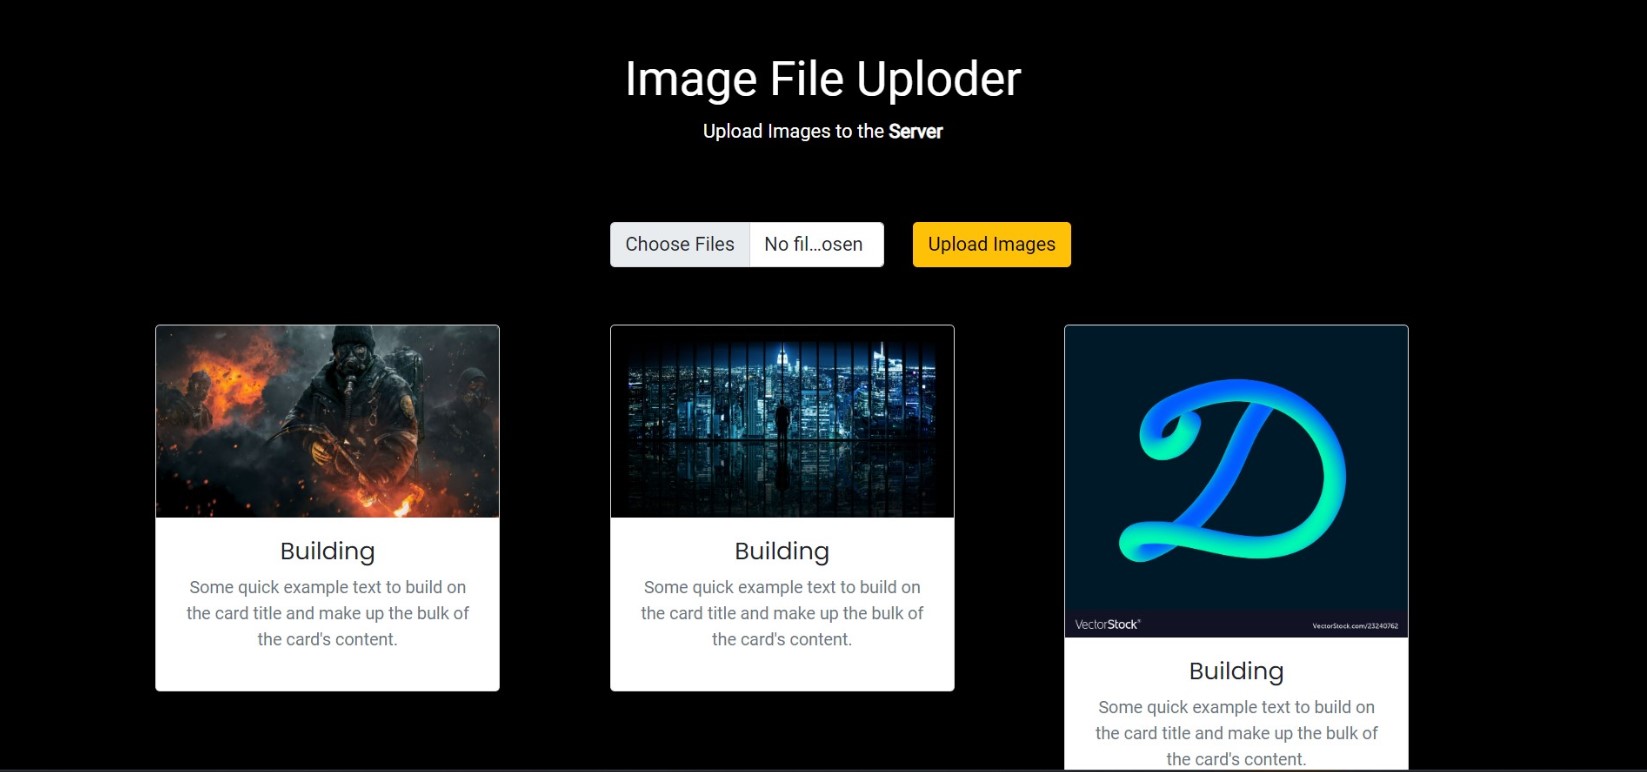 Image File Uploder
Upload Images to the Server
Choose Files No fil...osen Upload Images
Building
Some quick example text to build on
the card title and make up the bulk of
the card's content.
Building
Some quick example text to build on
the card title and make up the bulk of
the card's content.
VectorStock®
VectorStock.com/23240762
Building
Some quick example text to build on
the card title and make up the bulk of
the card's content.